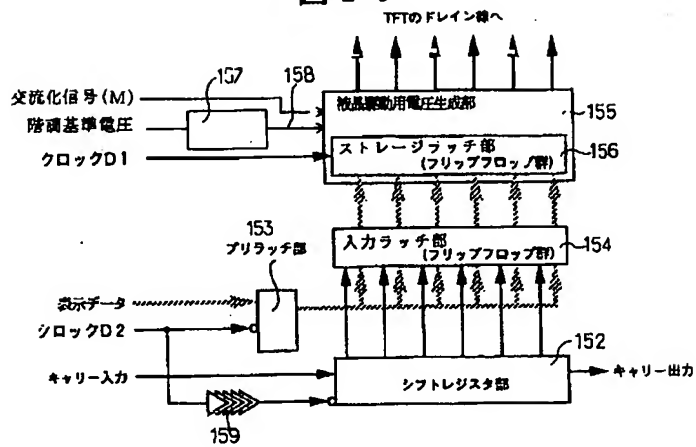 TFTのドレイン線へ
交流化信号(M)
157
158
液晶駆動用電圧生成部
155
階調基準電圧
ストレージラッチ部
(フリップフロップ群)
156
クロックD1
153
プリラッチ部
入力ラッチ部
(フリップフロップ群)
154
表示データ
シロックD2
152
キャリー入力
シフトレジスタ部
キャリー出力
159